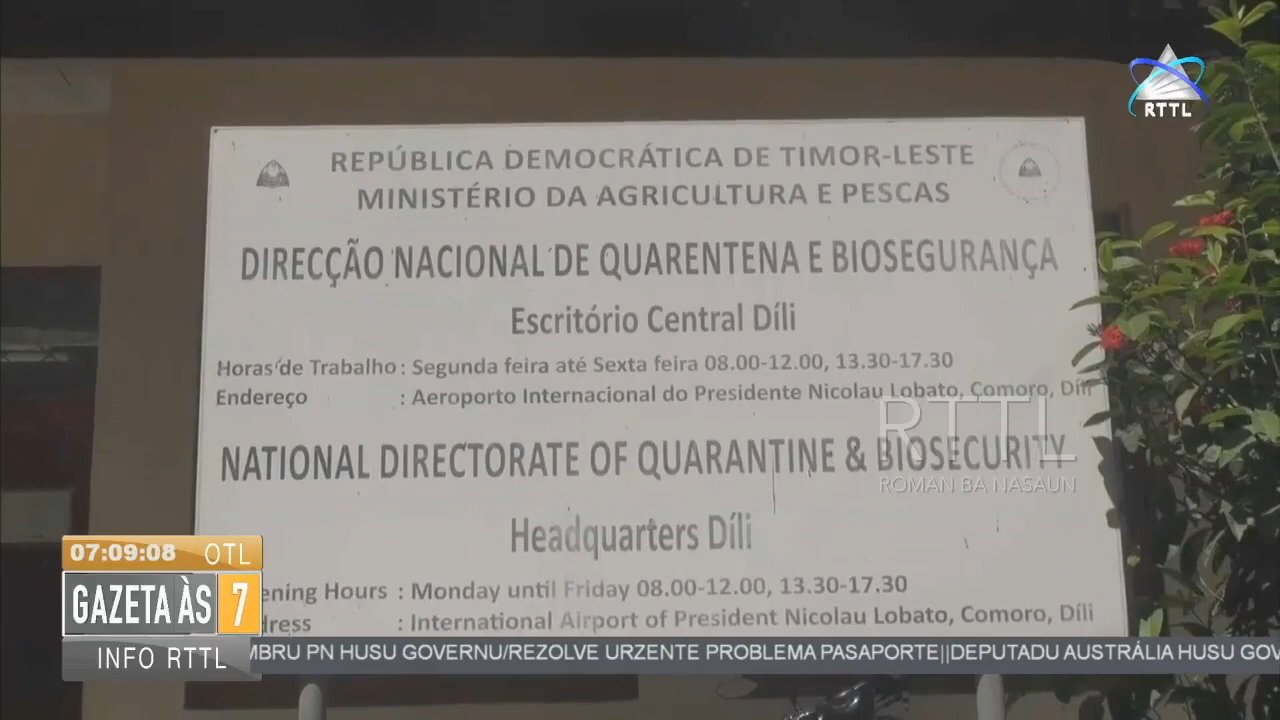 RTTL
REPÚBLICA DEMOCRÁTICA DE TIMOR-LESTE
MINISTÉRIO DA AGRICULTURA E PESCAS
DIRECÇÃO NACIONAL DE QUARENTENA E BIOSEGURANÇA
Escritório Central Díli
Horas de Trabalho : Segunda feira até Sexta feira 08.00-12.00, 13.30-17.30
Endereço : Aeroporto Internacional do Presidente Nicolau Lobato, Comoro, Díli
RTTL
NATIONAL DIRECTORATE OF QUARANTINE & BIOSECURITY
ROMAN BA NASAUN
Headquarters Díli
07:09:08 OTL
ening Hours : Monday until Friday 08.00-12.00, 13.30-17.30
GAZETA ÀS 7
dress : International Airport of President Nicolau Lobato, Comoro, Díli
INFO RTTL
MBRU PN HUSU GOVERNU/REZOLVE URZENTE PROBLEMA PASAPORTE||DEPUTADU AUSTRÁLIA HUSU GOV